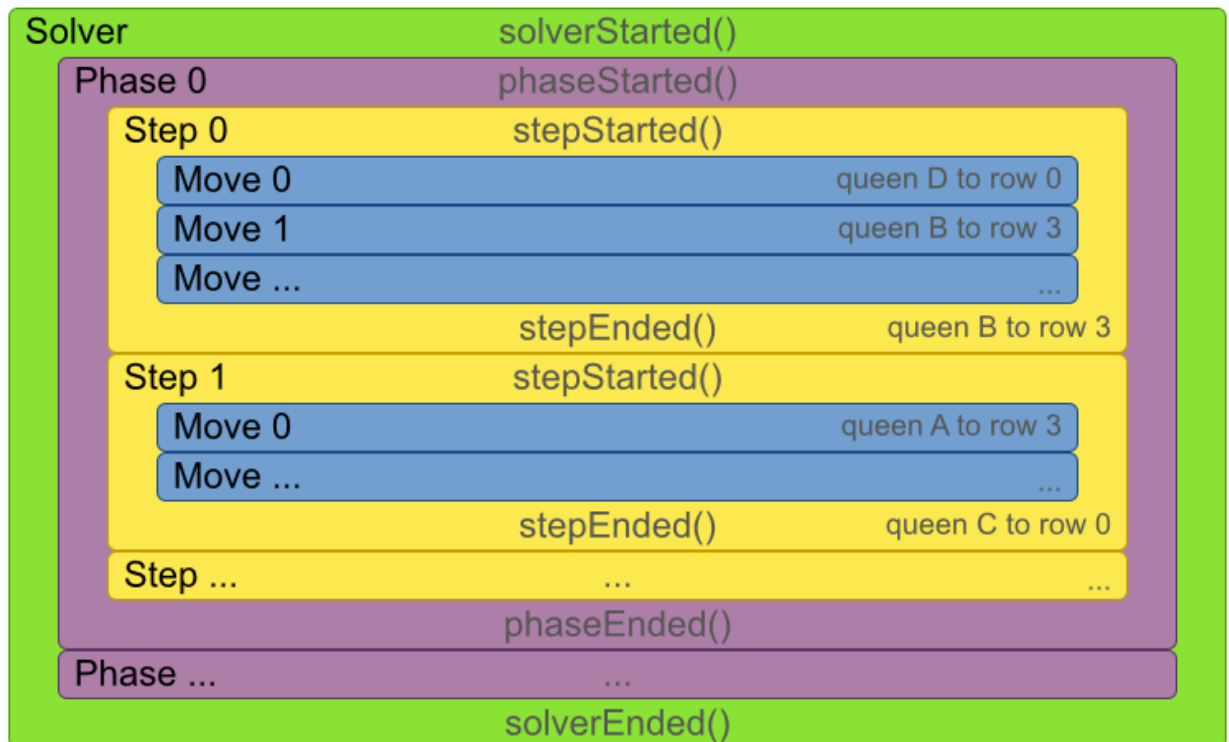 Solver solverStarted()
Phase 0 phaseStarted()
Step 0 stepStarted()
Move 0 queen D to row 0
Move 1 queen B to row 3
Move ... ...
stepEnded() queen B to row 3
Step 1 stepStarted()
Move 0 queen A to row 3
Move ... ...
stepEnded() queen C to row 0
Step ... ... ...
phaseEnded()
Phase ... ...
solverEnded()